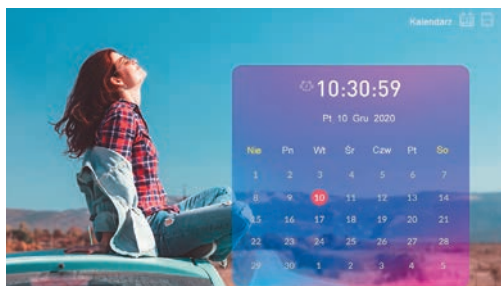 Kalendarz
10:30:59
Pt 10 Gru 2020
Nie Pn Wt Śr Czw Pt So
1 2 3 4 5 6 7
8 9 10 11 12 13 14
15 16 17 18 19 20 21
22 23 24 25 26 27 28
29 30 1 2 3 4 5